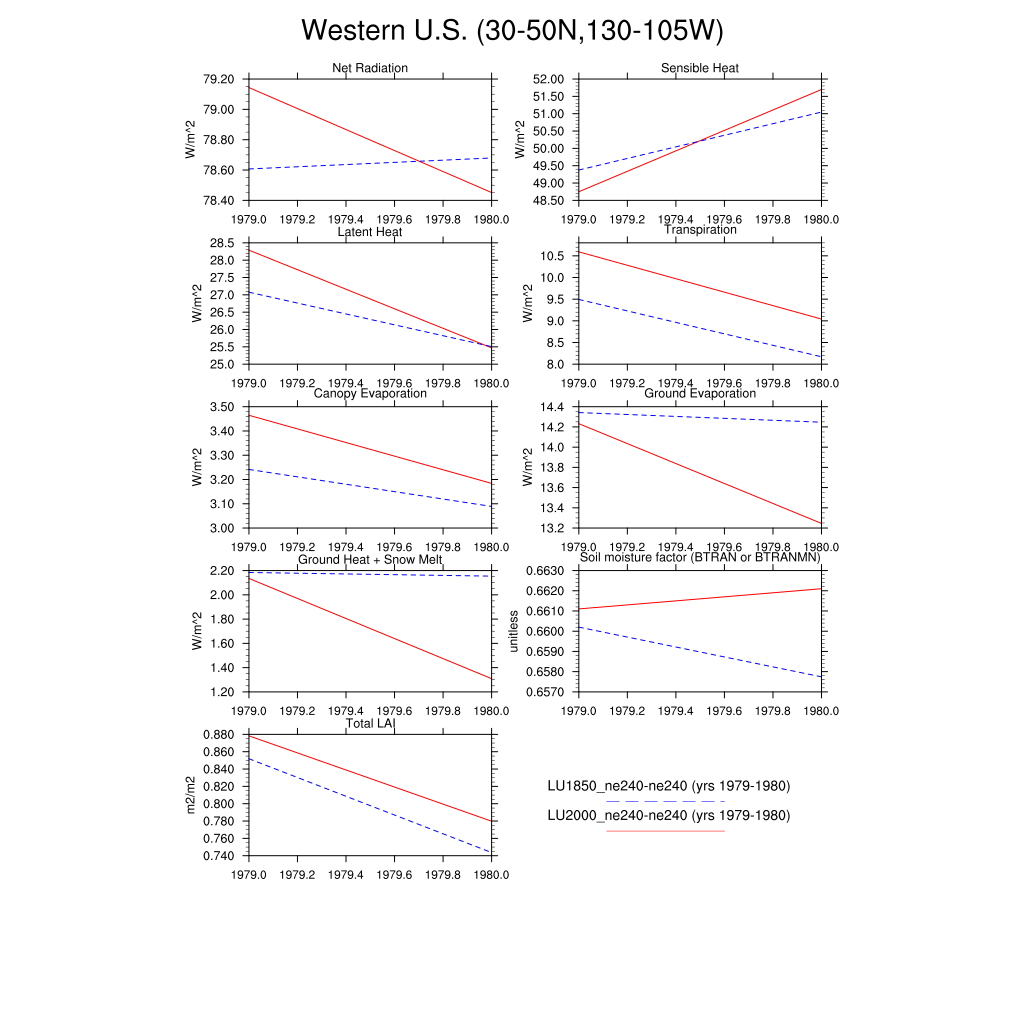 Western U.S. (30-50N,130-105W)
Net Radiation
W/m^2
79.20
79.00
78.80
78.60
78.40
1979.0 1979.2 1979.4 1979.6 1979.8 1980.0
Sensible Heat
W/m^2
52.00
51.50
51.00
50.50
50.00
49.50
49.00
48.50
1979.0 1979.2 1979.4 1979.6 1979.8 1980.0
Latent Heat
W/m^2
28.5
28.0
27.5
27.0
26.5
26.0
25.5
25.0
1979.0 1979.2 1979.4 1979.6 1979.8 1980.0
Transpiration
W/m^2
10.5
10.0
9.5
9.0
8.5
8.0
1979.0 1979.2 1979.4 1979.6 1979.8 1980.0
Canopy Evaporation
W/m^2
3.50
3.40
3.30
3.20
3.10
3.00
1979.0 1979.2 1979.4 1979.6 1979.8 1980.0
Ground Evaporation
W/m^2
14.4
14.2
14.0
13.8
13.6
13.4
13.2
1979.0 1979.2 1979.4 1979.6 1979.8 1980.0
Ground Heat + Snow Melt
W/m^2
2.20
2.00
1.80
1.60
1.40
1.20
1979.0 1979.2 1979.4 1979.6 1979.8 1980.0
Soil moisture factor (BTRAN or BTRANMN)
unitless
0.6630
0.6620
0.6610
0.6600
0.6590
0.6580
0.6570
1979.0 1979.2 1979.4 1979.6 1979.8 1980.0
Total LAI
m2/m2
0.880
0.860
0.840
0.820
0.800
0.780
0.760
0.740
1979.0 1979.2 1979.4 1979.6 1979.8 1980.0
LU1850_ne240-ne240 (yrs 1979-1980)
LU2000_ne240-ne240 (yrs 1979-1980)